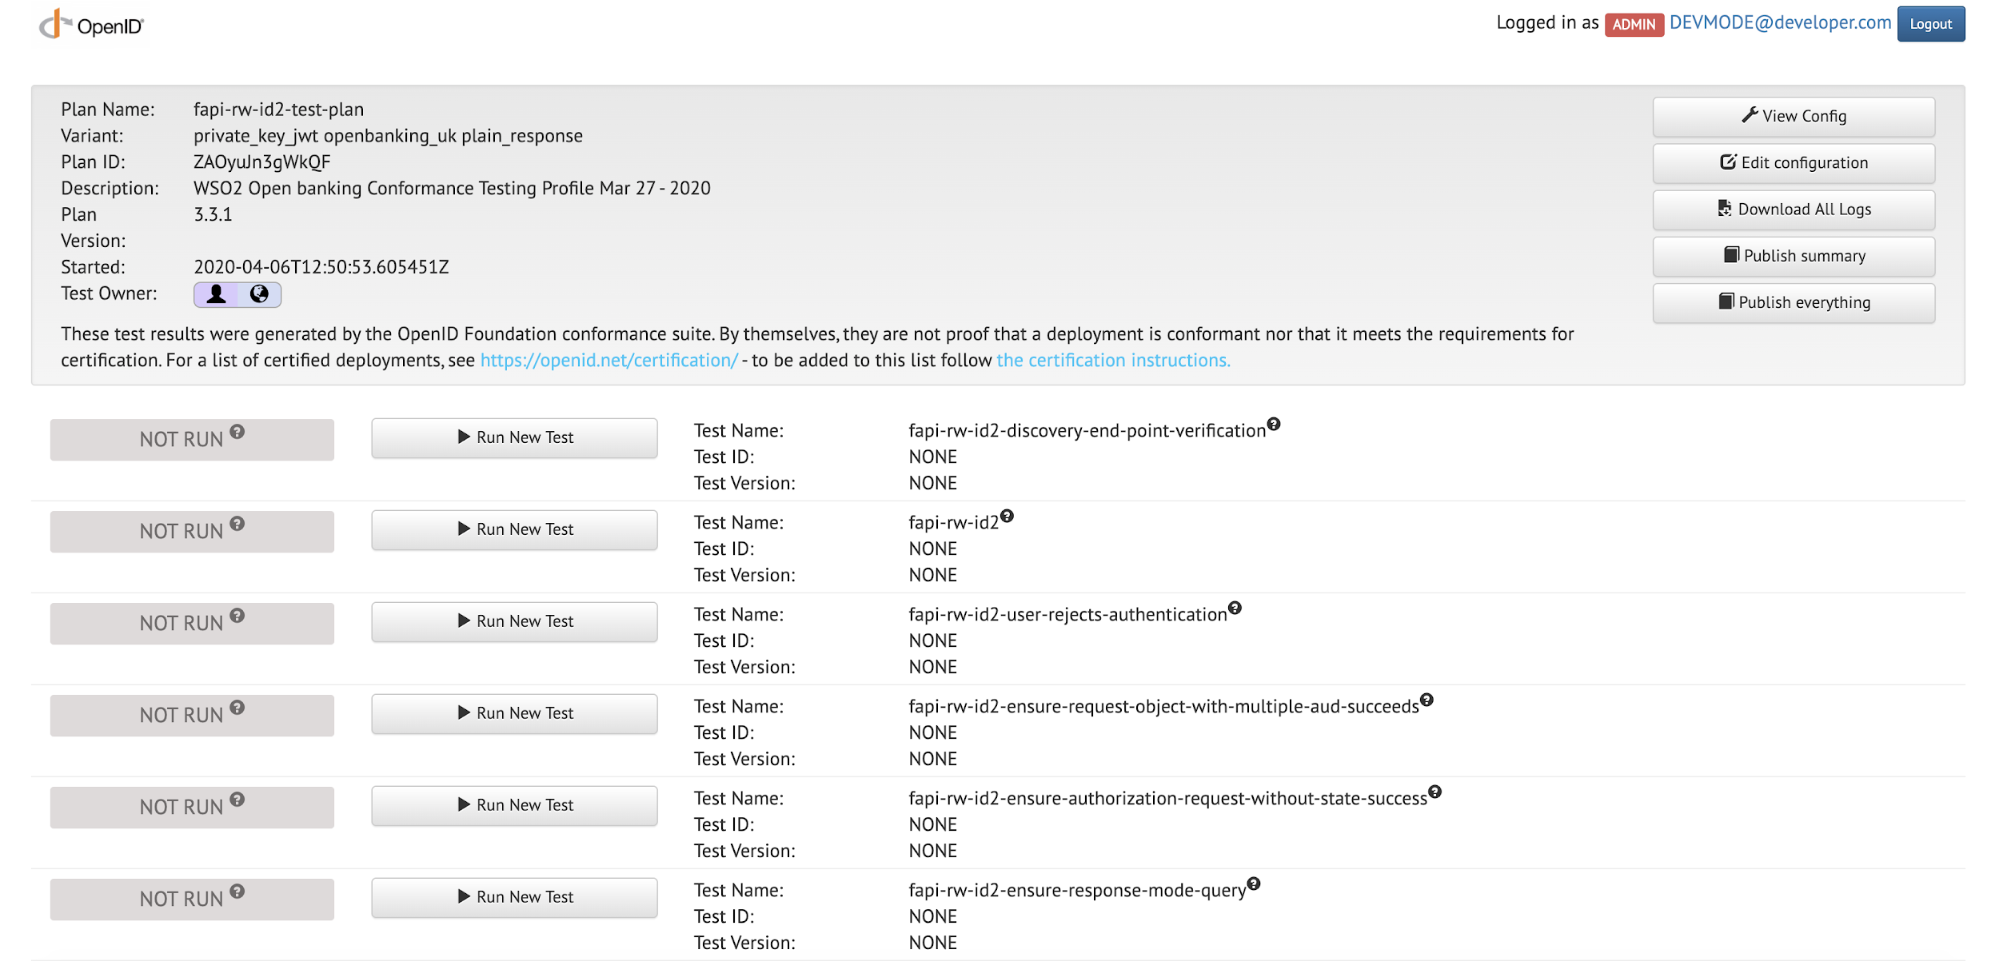 OpenID
Logged in as ADMIN DEVMODE@developer.com Logout
Plan Name: fapi-rw-id2-test-plan
Variant: private_key_jwt openbanking_uk plain_response
Plan ID: ZAOyuJn3gWkQF
Description: WSO2 Open banking Conformance Testing Profile Mar 27 - 2020
Plan 3.3.1
Version:
Started: 2020-04-06T12:50:53.605451Z
Test Owner:
These test results were generated by the OpenID Foundation conformance suite. By themselves, they are not proof that a deployment is conformant nor that it meets the requirements for
certification. For a list of certified deployments, see https://openid.net/certification/ - to be added to this list follow the certification instructions.
View Config
Edit configuration
Download All Logs
Publish summary
Publish everything
NOT RUN ? Run New Test Test Name: fapi-rw-id2-discovery-end-point-verification?
Test ID: NONE
Test Version: NONE
NOT RUN ? Run New Test Test Name: fapi-rw-id2?
Test ID: NONE
Test Version: NONE
NOT RUN ? Run New Test Test Name: fapi-rw-id2-user-rejects-authentication?
Test ID: NONE
Test Version: NONE
NOT RUN ? Run New Test Test Name: fapi-rw-id2-ensure-request-object-with-multiple-aud-succeeds?
Test ID: NONE
Test Version: NONE
NOT RUN ? Run New Test Test Name: fapi-rw-id2-ensure-authorization-request-without-state-success?
Test ID: NONE
Test Version: NONE
NOT RUN ? Run New Test Test Name: fapi-rw-id2-ensure-response-mode-query?
Test ID: NONE
Test Version: NONE